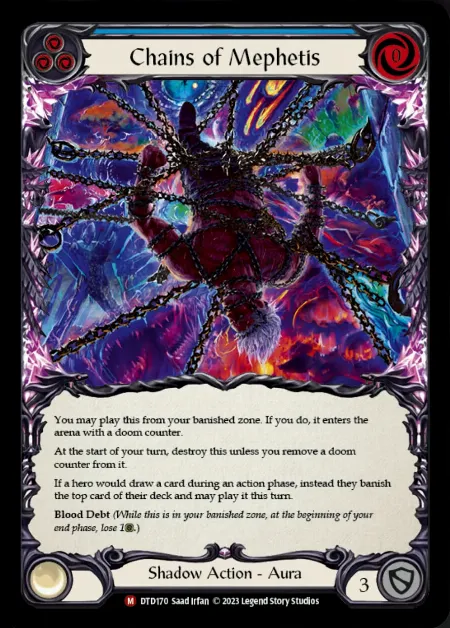 Chains of Mephetis
0
You may play this from your banished zone. If you do, it enters the
arena with a doom counter.
At the start of your turn, destroy this unless you remove a doom
counter from it.
If a hero would draw a card during an action phase, instead they banish
the top card of their deck and may play it this turn.
Blood Debt (While this is in your banished zone, at the beginning of your
end phase, lose 1.)
Shadow Action - Aura
3
M DTD170 Saad Irfan © 2023 Legend Story Studios